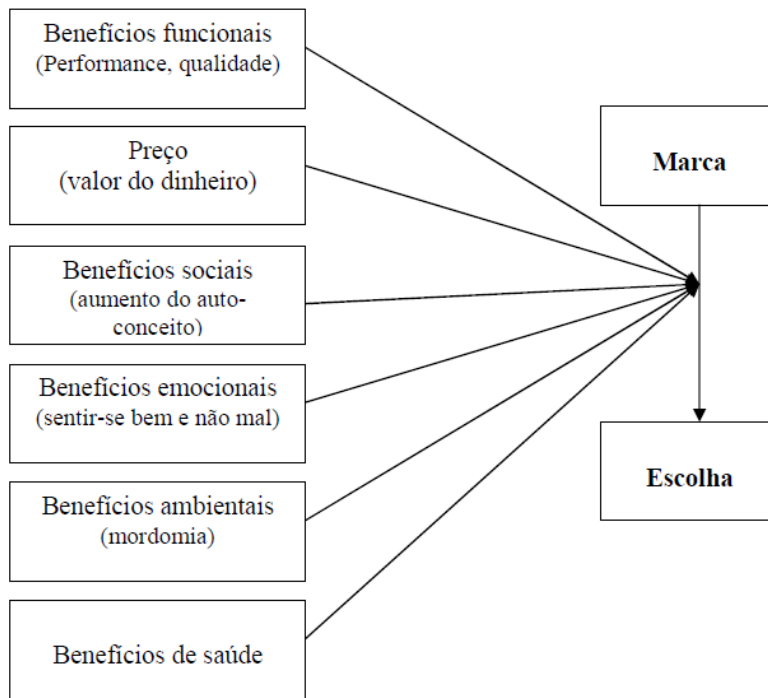 Benefícios funcionais
(Performance, qualidade)
Preço
(valor do dinheiro)
Benefícios sociais
(aumento do auto-
conceito)
Benefícios emocionais
(sentir-se bem e não mal)
Benefícios ambientais
(mordomia)
Benefícios de saúde
Marca
Escolha